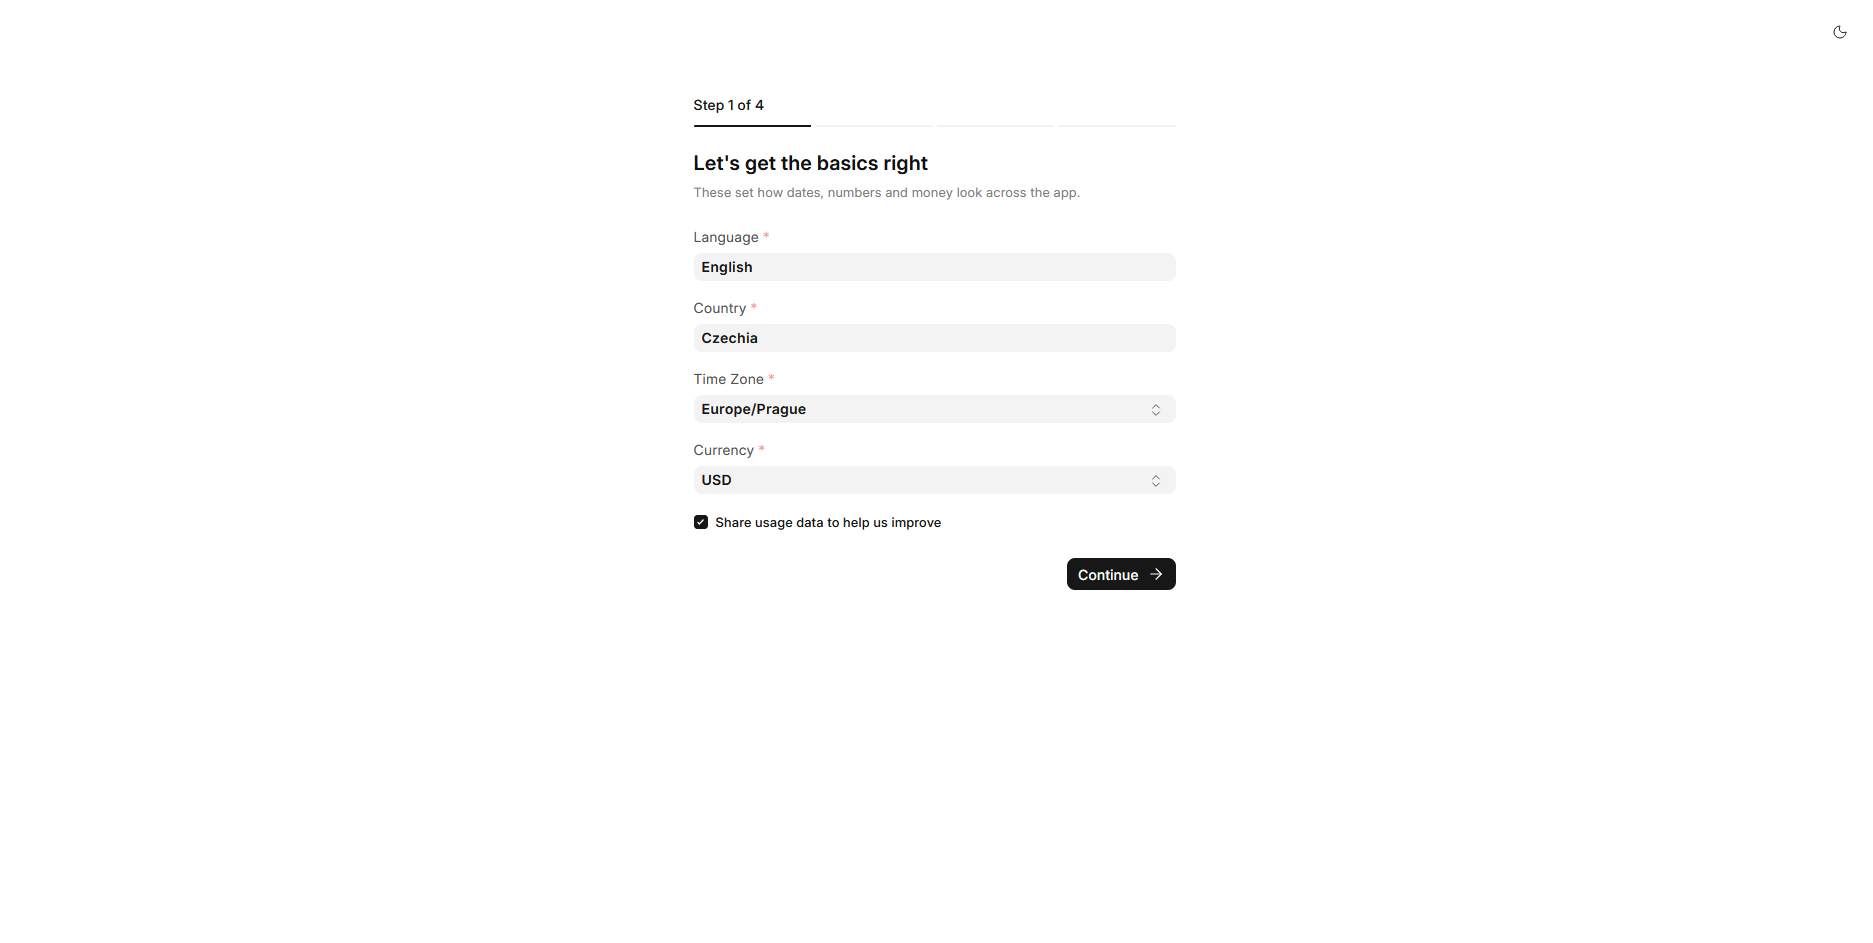 Step 1 of 4
Let's get the basics right
These set how dates, numbers and money look across the app.
Language *
English
Country *
Czechia
Time Zone *
Europe/Prague
Currency *
USD
Share usage data to help us improve
Continue